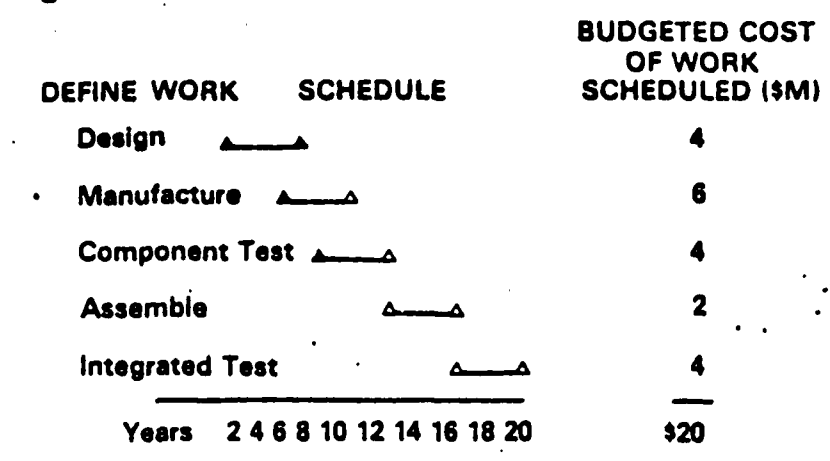 BUDGETED COST
OF WORK
DEFINE WORK SCHEDULE SCHEDULED ($M)
Design 4
Manufacture 6
Component Test 4
Assemble 2
Integrated Test 4
Years 2 4 6 8 10 12 14 16 18 20 $20